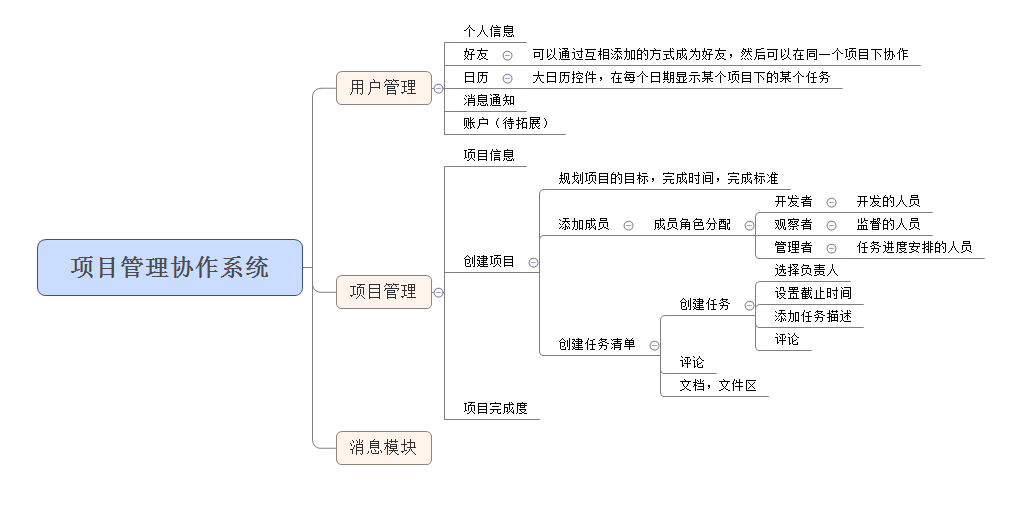 项目管理协作系统
用户管理
个人信息
好友
可以通过互相添加的方式成为好友，然后可以在同一个项目下协作
日历
大日历控件，在每个日期显示某个项目下的某个任务
消息通知
账户（待拓展）
项目管理
项目信息
创建项目
规划项目的目标，完成时间，完成标准
添加成员
成员角色分配
开发者
开发的人员
观察者
监督的人员
管理者
任务进度安排的人员
创建任务清单
创建任务
选择负责人
设置截止时间
添加任务描述
评论
评论
文档，文件区
项目完成度
消息模块